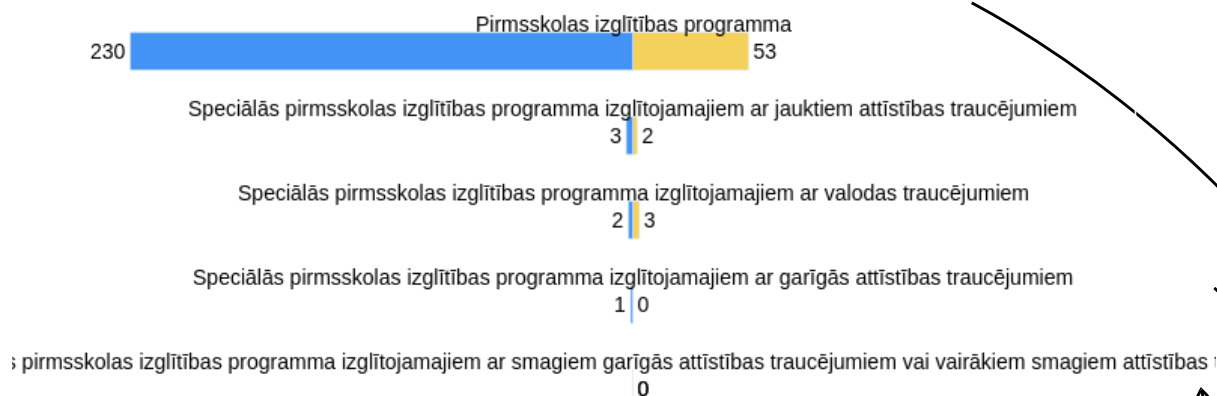 Pirmsskolas izglītības programma
230 53
Speciālās pirmsskolas izglītības programma izglītojamajiem ar jauktiem attīstības traucējumiem
3 2
Speciālās pirmsskolas izglītības programma izglītojamajiem ar valodas traucējumiem
2 3
Speciālās pirmsskolas izglītības programma izglītojamajiem ar garīgās attīstības traucējumiem
1 0
pirmsskolas izglītības programma izglītojamajiem ar smagiem garīgās attīstības traucējumiem vai vairākiem smagiem attīstības
0